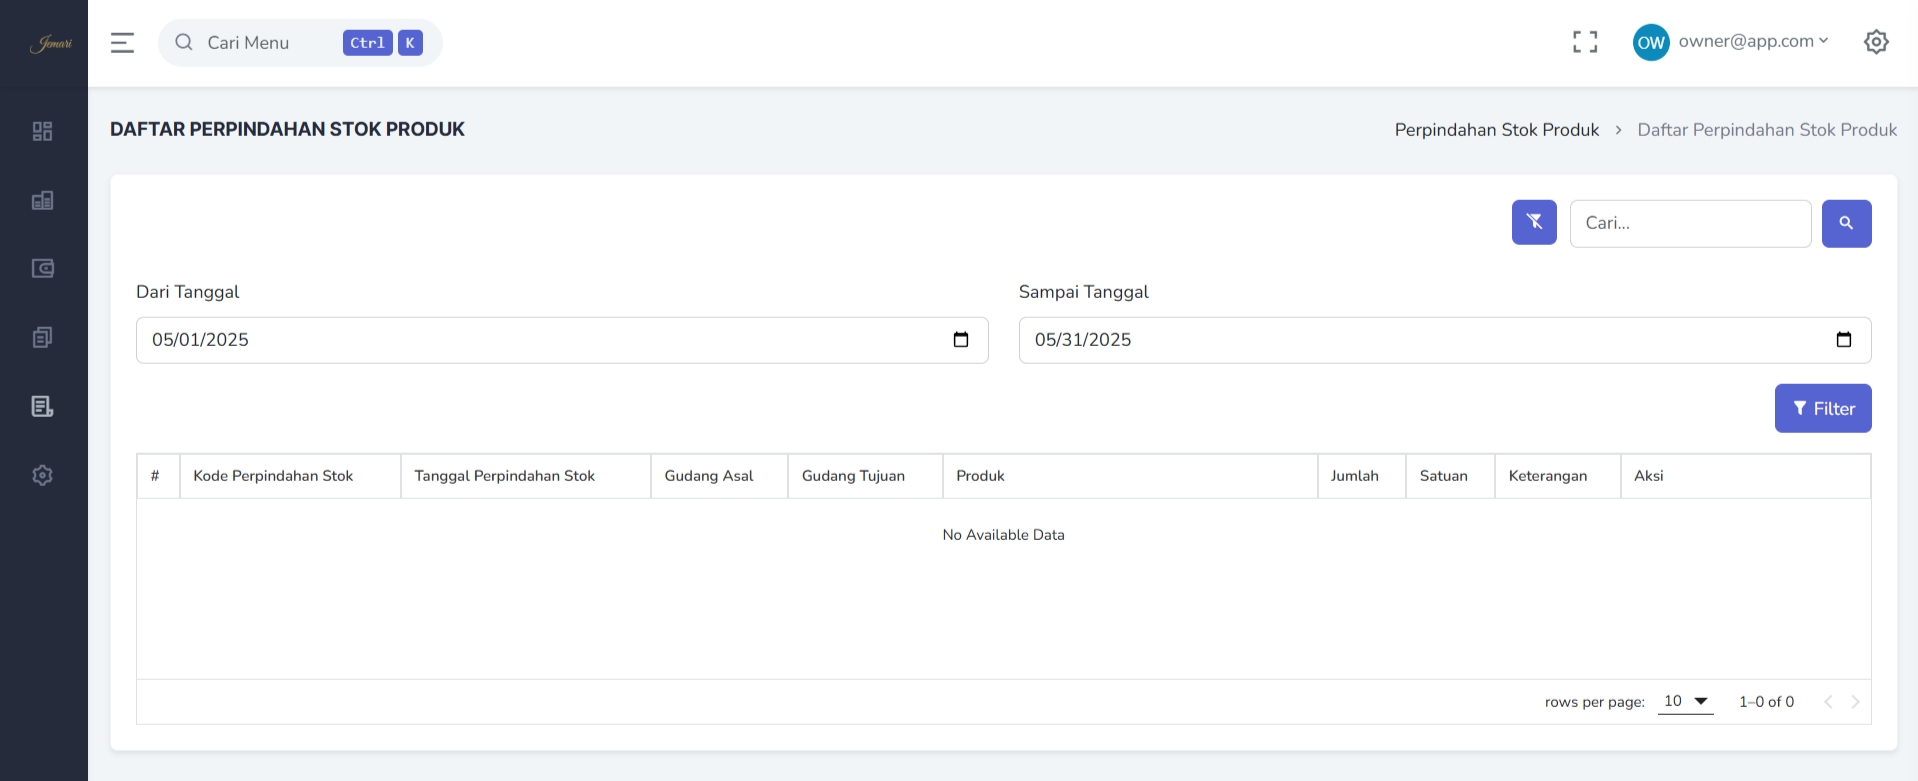 Jemari
Cari Menu Ctrl K
OW owner@app.com
DAFTAR PERPINDAHAN STOK PRODUK
Perpindahan Stok Produk > Daftar Perpindahan Stok Produk
Cari...
Dari Tanggal Sampai Tanggal
05/01/2025 05/31/2025
Filter
# Kode Perpindahan Stok Tanggal Perpindahan Stok Gudang Asal Gudang Tujuan Produk Jumlah Satuan Keterangan Aksi
No Available Data
rows per page: 10 1–0 of 0